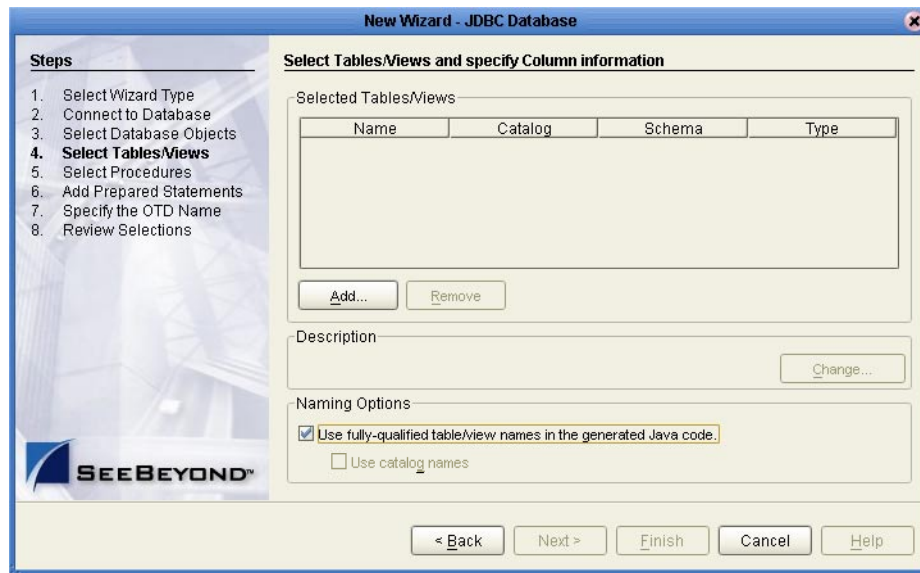 New Wizard - JDBC Database
Steps
1. Select Wizard Type
2. Connect to Database
3. Select Database Objects
4. Select Tables/Views
5. Select Procedures
6. Add Prepared Statements
7. Specify the OTD Name
8. Review Selections
SEEBEYOND™
Select Tables/Views and specify Column information
Selected Tables/Views
Name Catalog Schema Type
Add... Remove
Description
Change...
Naming Options
Use fully-qualified table/view names in the generated Java code.
Use catalog names
< Back Next > Finish Cancel Help